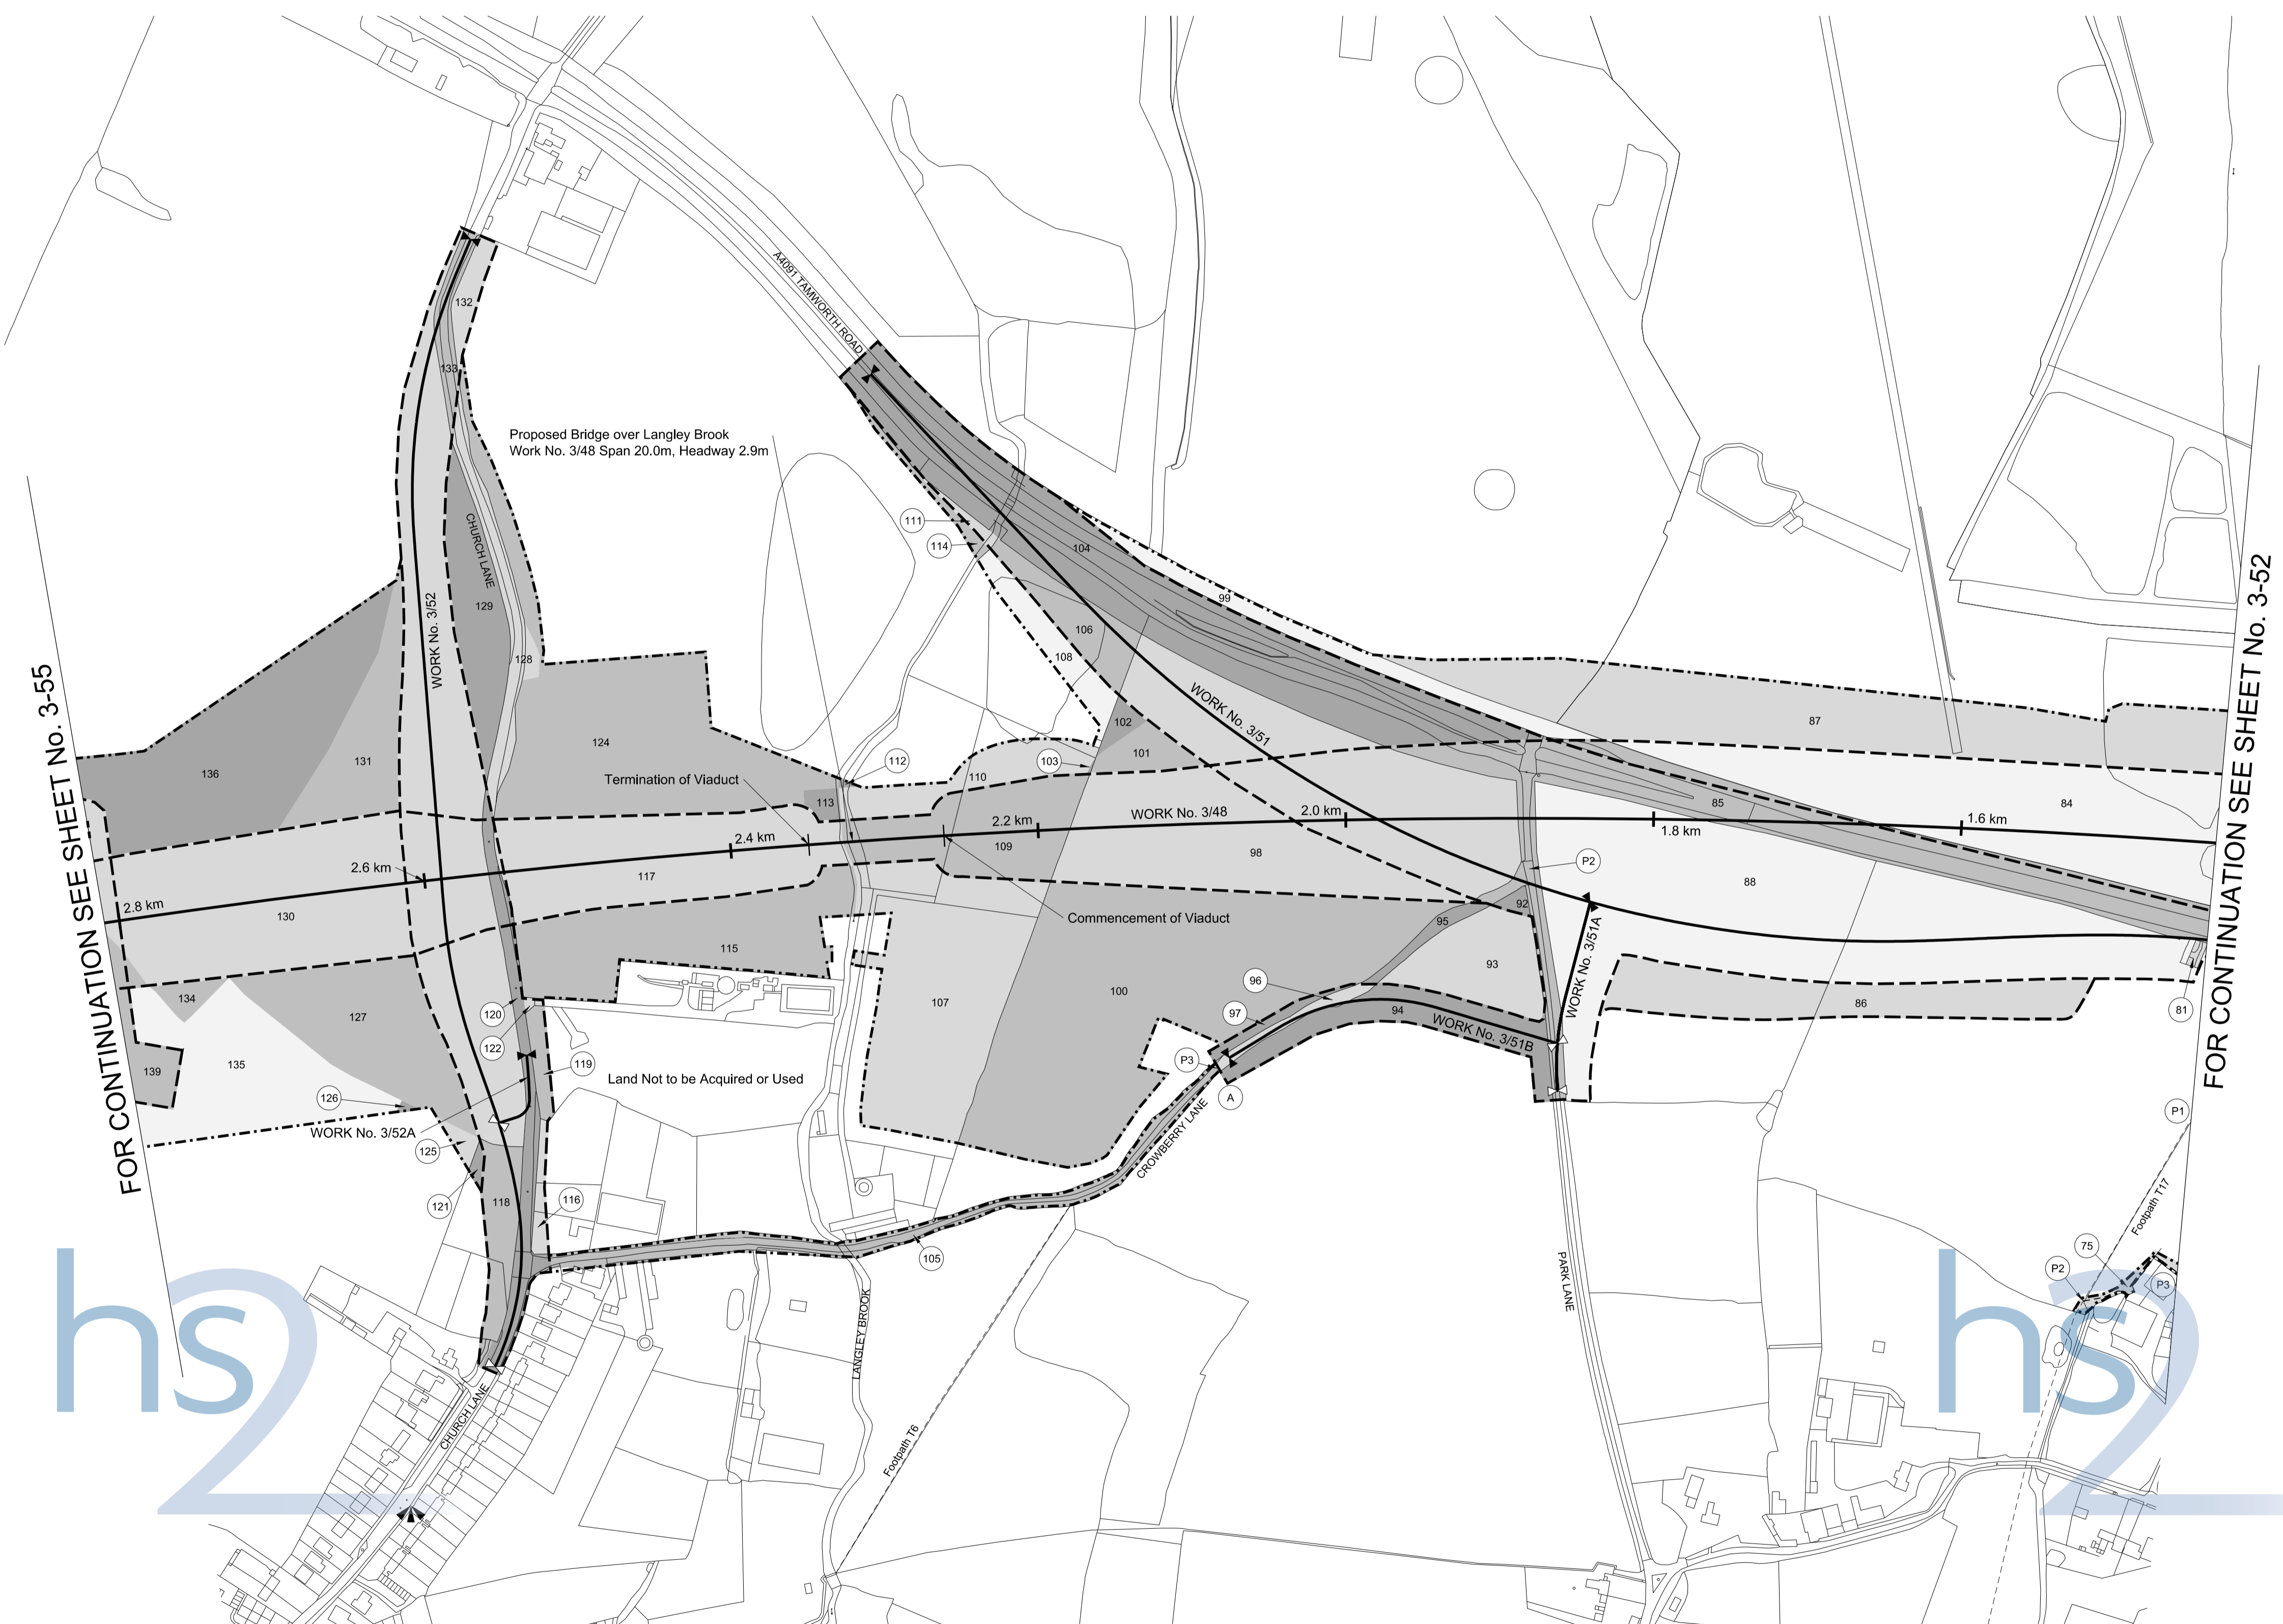 A4091 TAMWORTH ROAD
132
133
Proposed Bridge over Langley Brook
Work No. 3/48 Span 20.0m, Headway 2.9m
CHURCH LANE
WORK No. 3/52
129
128
111
114
104
99
106
108
102
101
103
110
WORK No. 3/51
87
136
131
124
Termination of Viaduct
112
113
2.2 km
WORK No. 3/48
2.0 km
85
1.8 km
1.6 km
84
2.4 km
109
98
P2
88
2.6 km
117
2.8 km
130
Commencement of Viaduct
92
95
WORK No. 3/51A
93
115
134
127
120
122
107
100
96
97
94
WORK No. 3/51B
86
81
139
135
119
Land Not to be Acquired or Used
P3
A
126
WORK No. 3/52A
125
121
118
116
CROWBERRY LANE
105
P1
Footpath T17
75
P2
P3
PARK LANE
LANGLEY BROOK
Footpath T6
CHURCH LANE
FOR CONTINUATION SEE SHEET No. 3-55
FOR CONTINUATION SEE SHEET No. 3-52
hs2
hs2